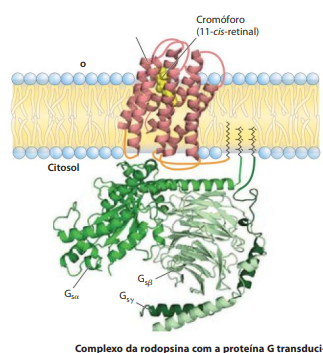 Cromóforo
(11-cis-retinal)
o
Citosol
Gsα
Gsβ
Gsγ
Complexo da rodopsina com a proteína G transduci